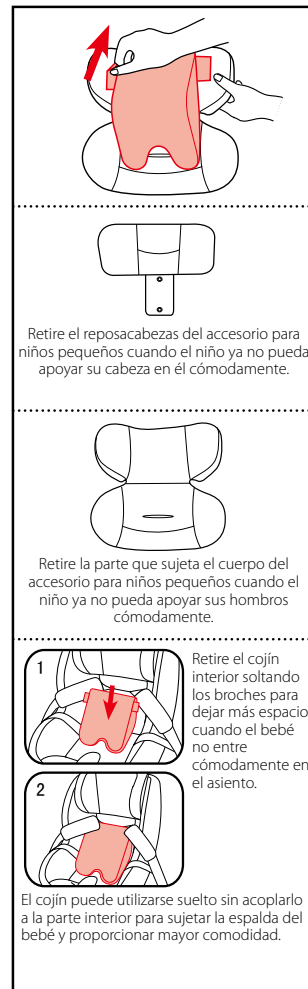 Retire el reposacabezas del accesorio para
niños pequeños cuando el niño ya no pueda
apoyar su cabeza en él cómodamente.
Retire la parte que sujeta el cuerpo del
accesorio para niños pequeños cuando el
niño ya no pueda apoyar sus hombros
cómodamente.
1
Retire el cojín
interior soltando
los broches para
dejar más espacio
cuando el bebé
no entre
cómodamente en
el asiento.
2
El cojín puede utilizarse suelto sin acoplarlo
a la parte interior para sujetar la espalda del
bebé y proporcionar mayor comodidad.